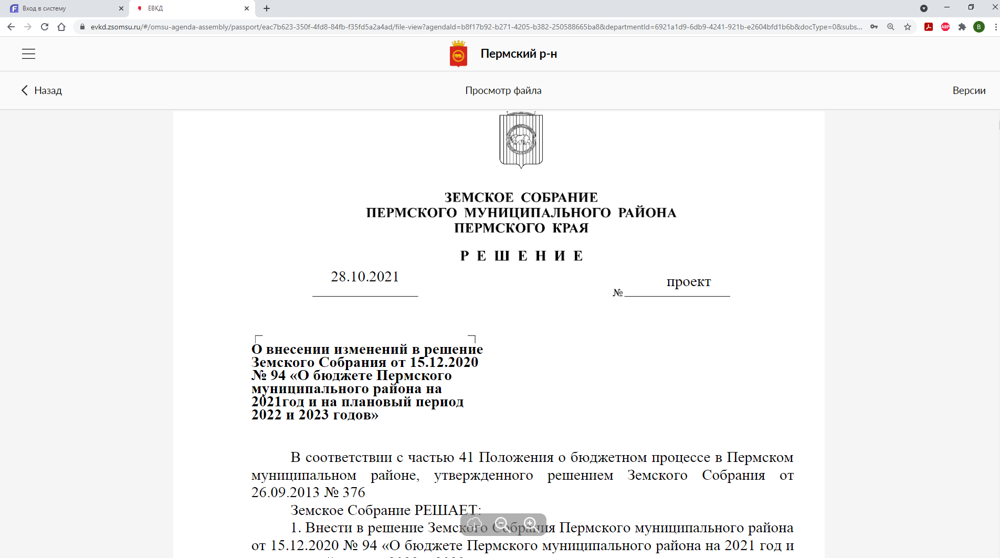 Вход в систему
ЕВКД
evkd.zsomsu.ru/#/omsu-agenda-assembly/passport/eac7b623-350f-4fd8-84fb-f35fd5a2a4ad/file-view?agendaId=b8f17b92-b271-4205-b382-250588665ba8&departmentId=6921a1d9-6db9-4241-921b-e2604bfd1b6b&docType=0&subs...
ABP
B
Пермский р-н
Назад
Просмотр файла
Версии
ЗЕМСКОЕ СОБРАНИЕ
ПЕРМСКОГО МУНИЦИПАЛЬНОГО РАЙОНА
ПЕРМСКОГО КРАЯ
Р Е Ш Е Н И Е
28.10.2021
проект
№
О внесении изменений в решение
Земского Собрания от 15.12.2020
№ 94 «О бюджете Пермского
муниципального района на
2021год и на плановый период
2022 и 2023 годов»
В соответствии с частью 41 Положения о бюджетном процессе в Пермском
муниципальном районе, утвержденного решением Земского Собрания от
26.09.2013 № 376
Земское Собрание РЕШАЕТ:
1. Внести в решение Земского Собрания Пермского муниципального района
от 15.12.2020 № 94 «О бюджете Пермского муниципального района на 2021 год и